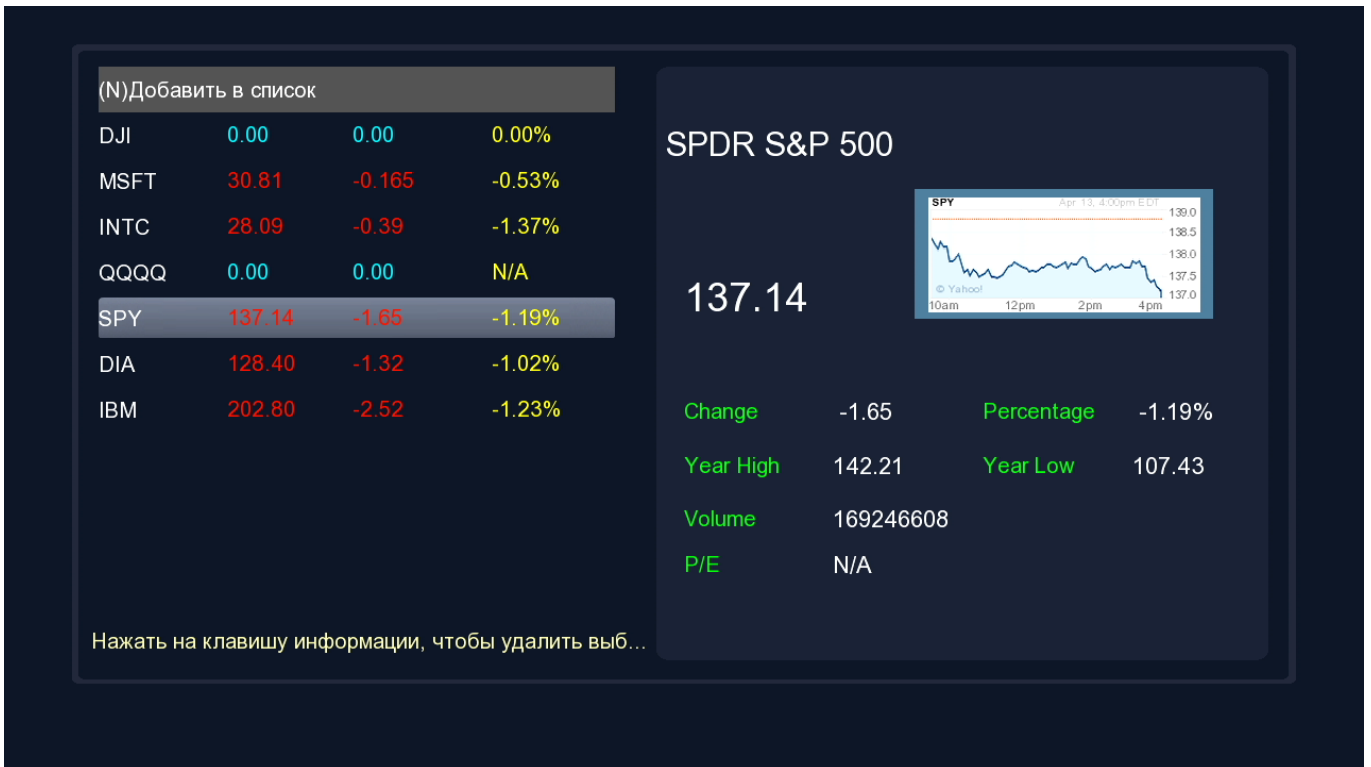 (N)Добавить в список
DJI 0.00 0.00 0.00%
MSFT 30.81 -0.165 -0.53%
INTC 28.09 -0.39 -1.37%
QQQQ 0.00 0.00 N/A
SPY 137.14 -1.65 -1.19%
DIA 128.40 -1.32 -1.02%
IBM 202.80 -2.52 -1.23%
Нажать на клавишу информации, чтобы удалить выб...
SPDR S&P 500
137.14
SPY Apr 13, 4:00pm EDT
139.0
138.5
138.0
137.5
137.0
© Yahoo!
10am 12pm 2pm 4pm
Change -1.65 Percentage -1.19%
Year High 142.21 Year Low 107.43
Volume 169246608
P/E N/A